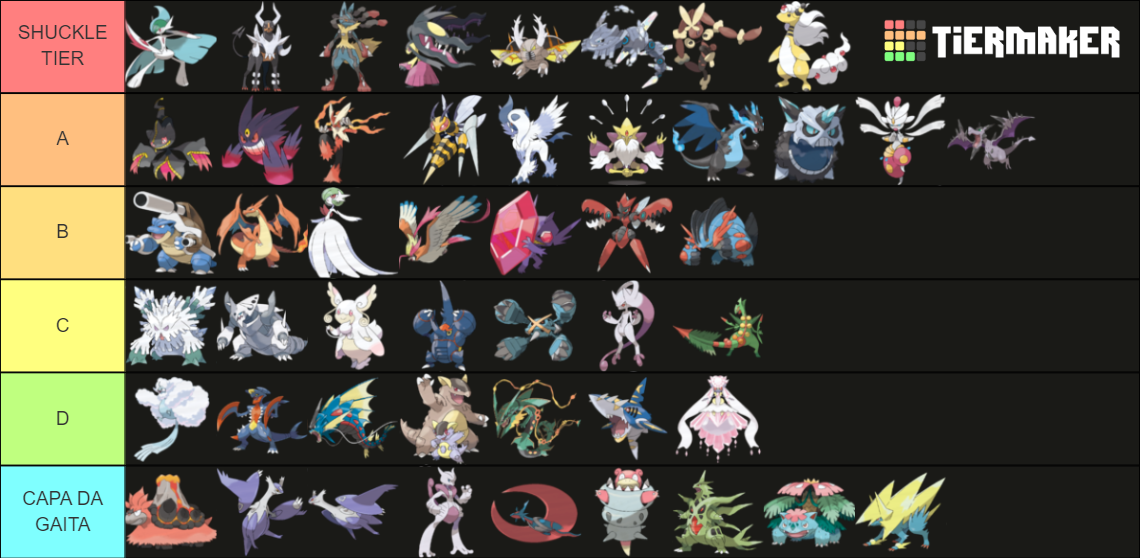 SHUCKLE
TIER
TiERMAKER
A
B
C
D
CAPA DA
GAITA